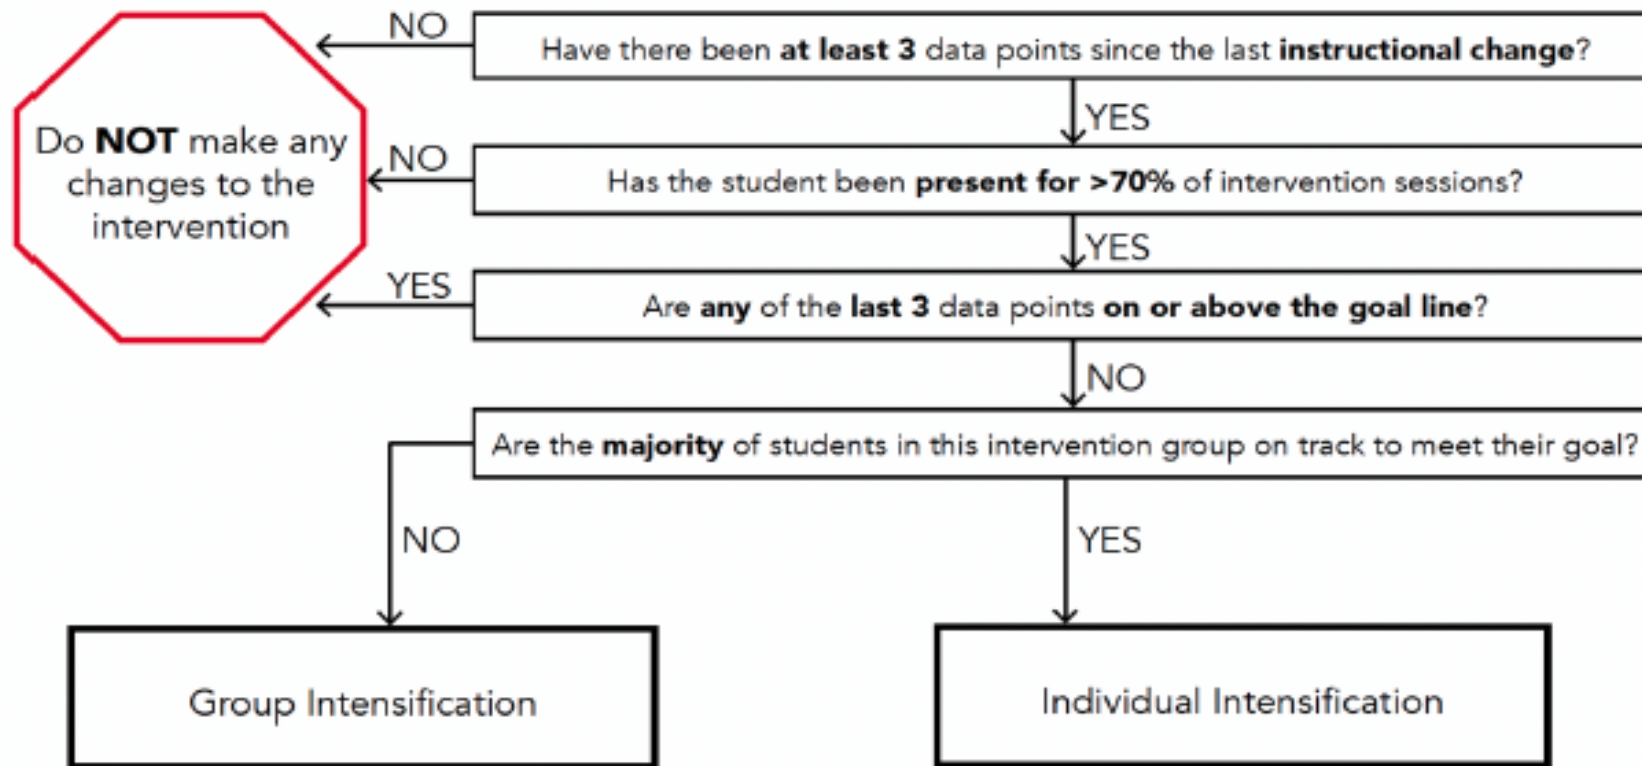 NO
Have there been at least 3 data points since the last instructional change?
YES
Do NOT make any
changes to the
intervention
NO
Has the student been present for >70% of intervention sessions?
YES
YES
Are any of the last 3 data points on or above the goal line?
NO
Are the majority of students in this intervention group on track to meet their goal?
NO
YES
Group Intensification
Individual Intensification